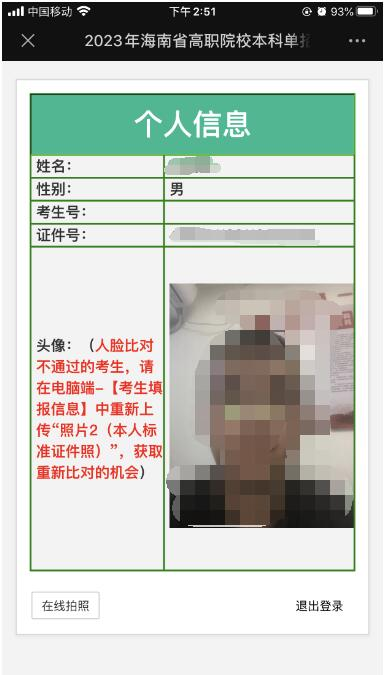 中国移动 下午 2:51 93%
2023年海南省高职院校本科单
个人信息
姓名：
性别： 男
考生号：
证件号：
头像：（人脸比对
不通过的考生，请
在电脑端-【考生填
报信息】中重新上
传“照片2（本人标
准证件照）”，获取
重新比对的机会）
在线拍照 退出登录